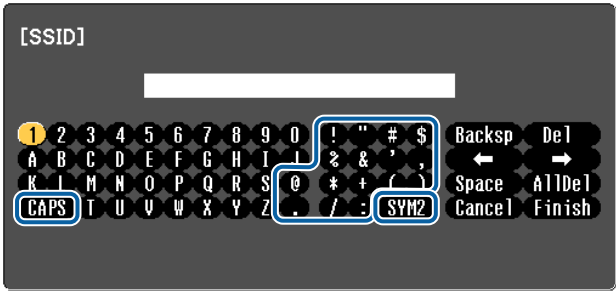 [SSID]
1 2 3 4 5 6 7 8 9 0 ! " # $ Backsp Del
A B C D E F G H I J % & ' , ← →
K L M N O P Q R S @ * + ( ) Space AllDel
CAPS T U V W X Y Z . / : SYM2 Cancel Finish